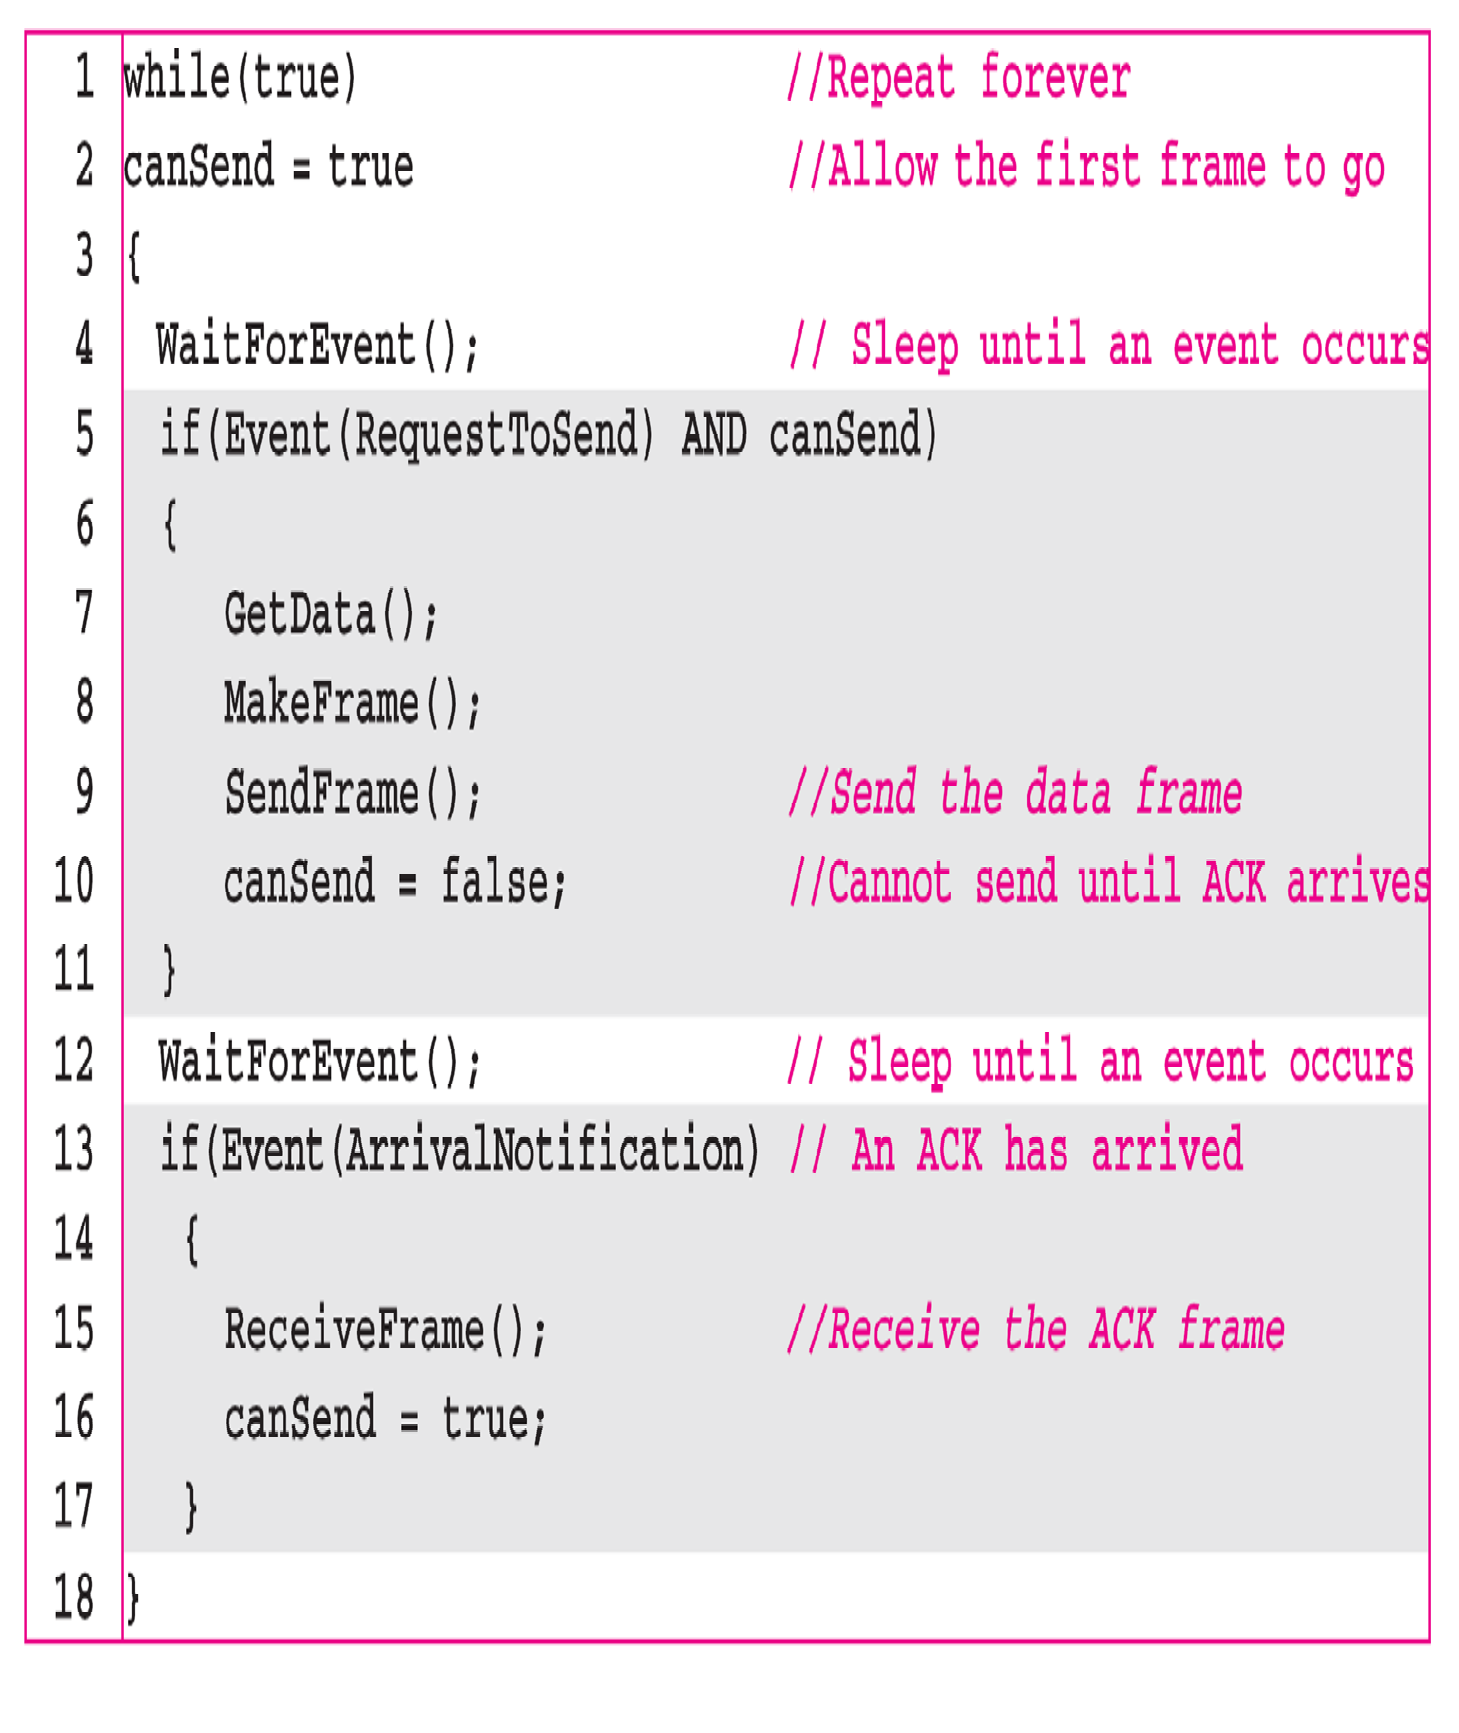 1 while(true) //Repeat forever
2 canSend = true //Allow the first frame to go
3 {
4 WaitForEvent(); // Sleep until an event occurs
5 if(Event(RequestToSend) AND canSend)
6 {
7 GetData();
8 MakeFrame();
9 SendFrame(); //Send the data frame
10 canSend = false; //Cannot send until ACK arrives
11 }
12 WaitForEvent(); // Sleep until an event occurs
13 if(Event(ArrivalNotification) // An ACK has arrived
14 {
15 ReceiveFrame(); //Receive the ACK frame
16 canSend = true;
17 }
18 }